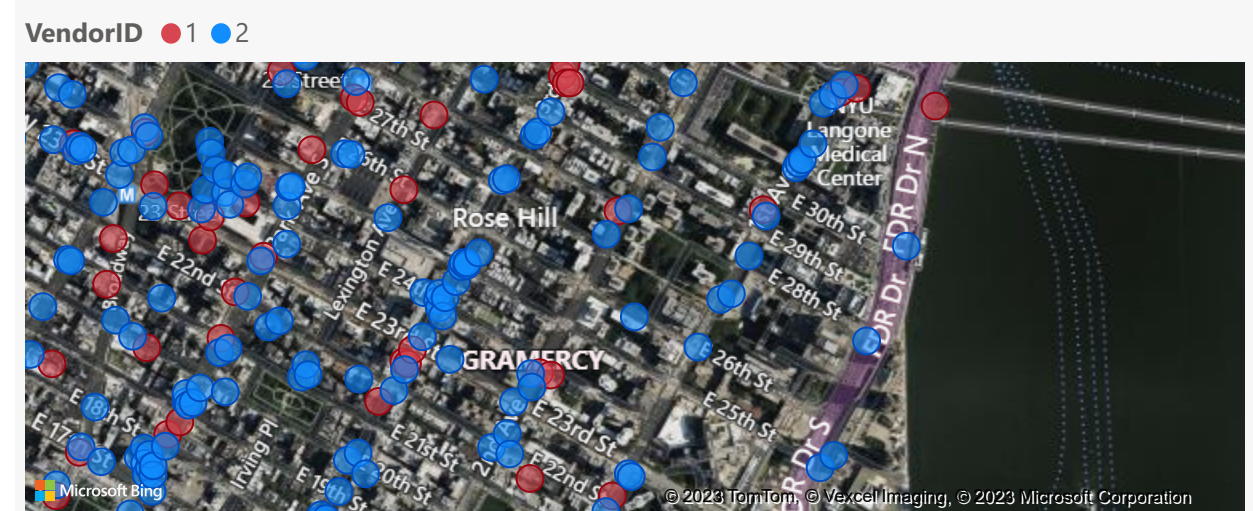 VendorID 1 2
27th St
NYU
Langone
Medical
Center
FDR Dr N
M
Rose Hill
E 30th St
E 29th St
E 28th St
E 22nd
Lexington Ave
E 24
E 23rd
FDR Dr S
GRAMERCY
26th St
E 25th St
E 18th St
E 17
E 23rd St
E 21st St
E 22nd S
Irving Pl
20th St
E 19th St
Microsoft Bing
© 2023 TomTom, © Vexcel Imaging, © 2023 Microsoft Corporation